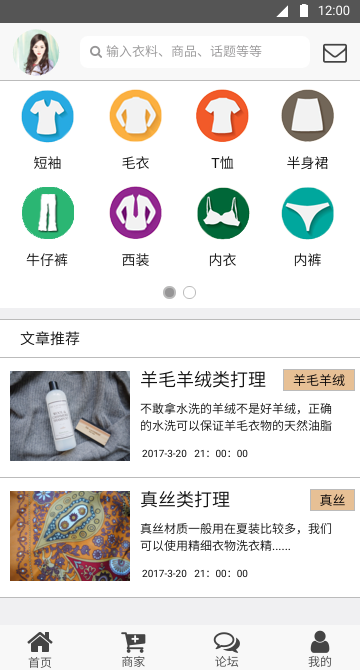 12:00
输入衣料、商品、话题等等
短袖
毛衣
T恤
半身裙
牛仔裤
西装
内衣
内裤
文章推荐
羊毛羊绒类打理
羊毛羊绒
不敢拿水洗的羊绒不是好羊绒，正确
的水洗可以保证羊毛衣物的天然油脂
2017-3-20 21：00：00
真丝类打理
真丝
真丝材质一般用在夏装比较多，我们
可以使用精细衣物洗衣精......
2017-3-20 21：00：00
首页
商家
论坛
我的